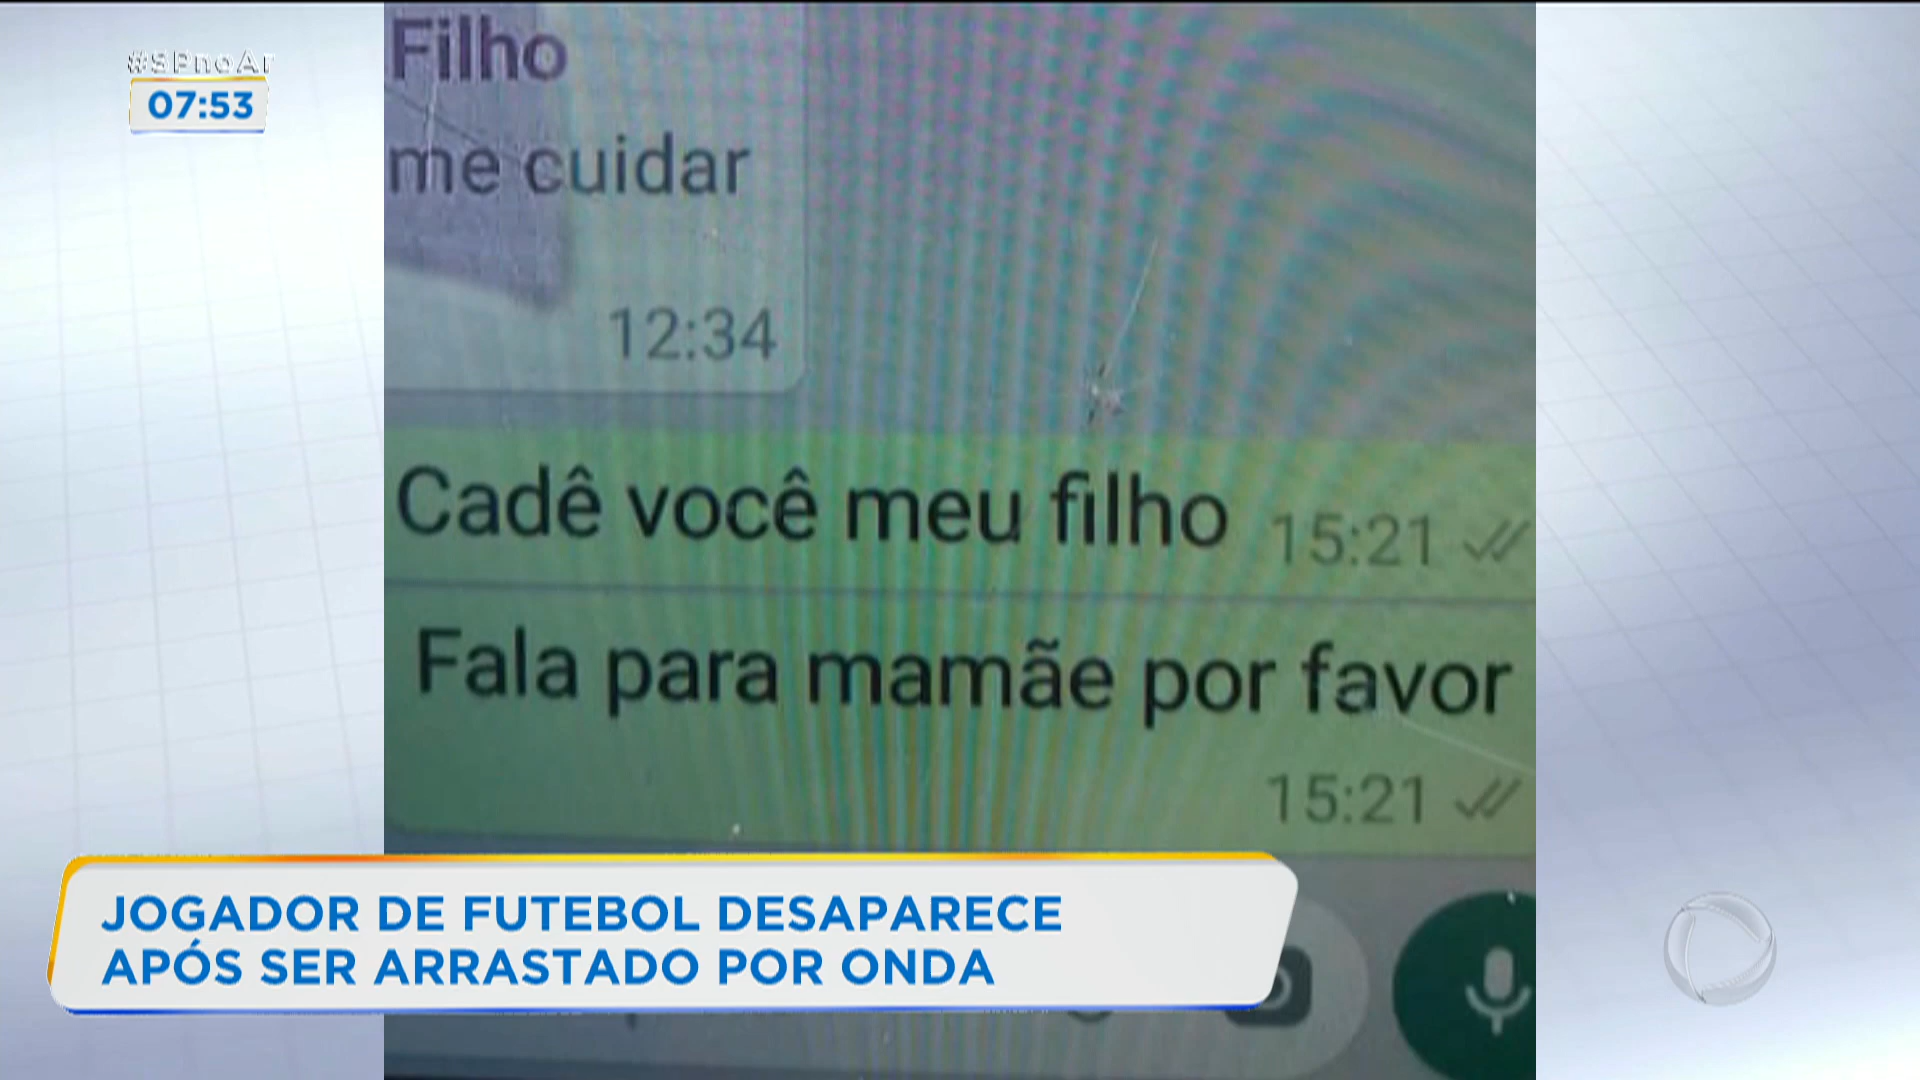 #SPnoAr
07:53
Filho
me cuidar
12:34
Cadê você meu filho 15:21
Fala para mamãe por favor
15:21
JOGADOR DE FUTEBOL DESAPARECE
APÓS SER ARRASTADO POR ONDA